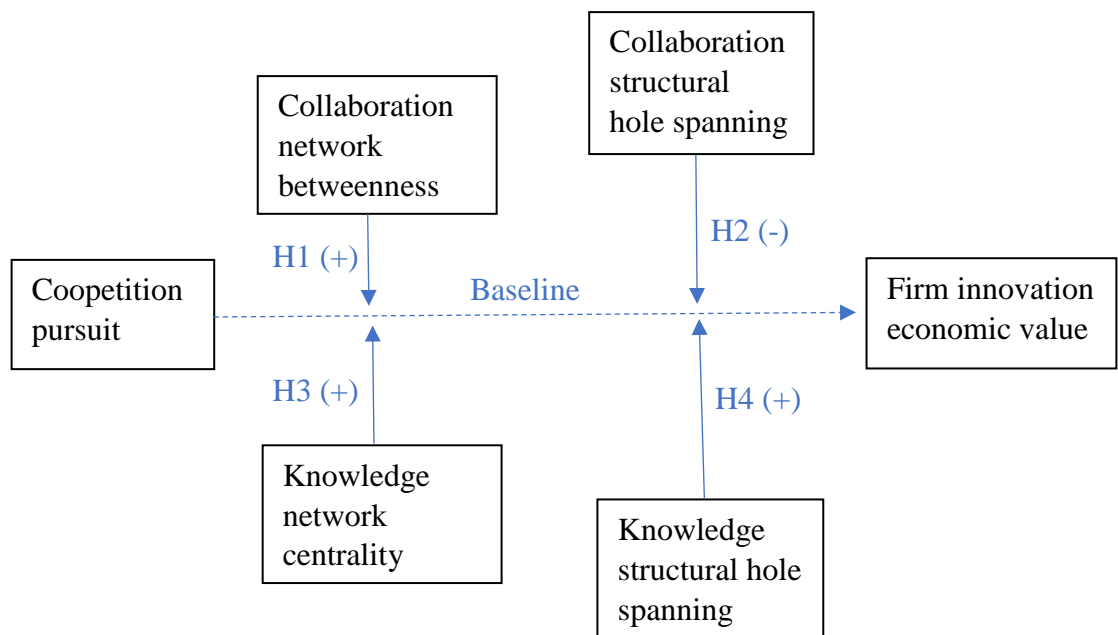 Collaboration
structural
hole spanning
Collaboration
network
betweenness
H1 (+)
H2 (-)
Coopetition
pursuit
Baseline
Firm innovation
economic value
H3 (+)
H4 (+)
Knowledge
network
centrality
Knowledge
structural hole
spanning